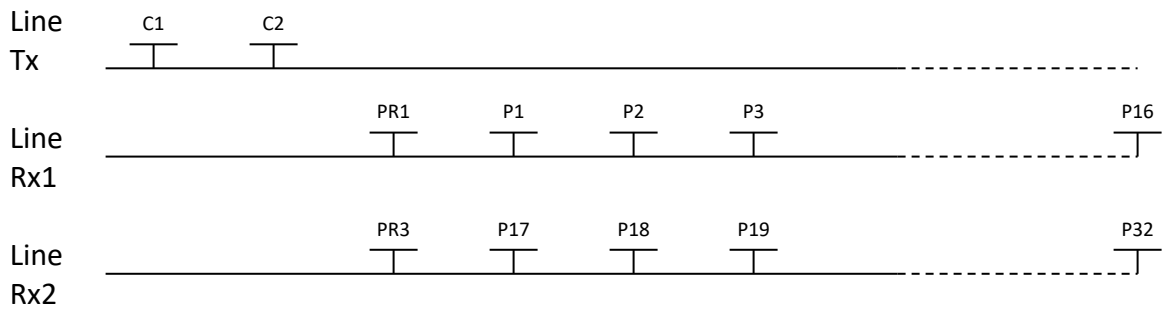 Line
Tx
C1 C2
Line
Rx1
PR1 P1 P2 P3 P16
Line
Rx2
PR3 P17 P18 P19 P32